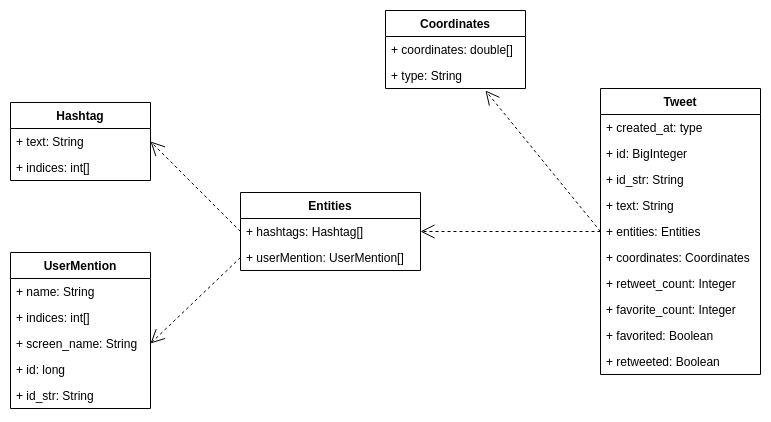 Coordinates
+ coordinates: double[]
+ type: String
Hashtag
+ text: String
+ indices: int[]
Tweet
+ created_at: type
+ id: BigInteger
+ id_str: String
+ text: String
+ entities: Entities
+ coordinates: Coordinates
+ retweet_count: Integer
+ favorite_count: Integer
+ favorited: Boolean
+ retweeted: Boolean
Entities
+ hashtags: Hashtag[]
+ userMention: UserMention[]
UserMention
+ name: String
+ indices: int[]
+ screen_name: String
+ id: long
+ id_str: String